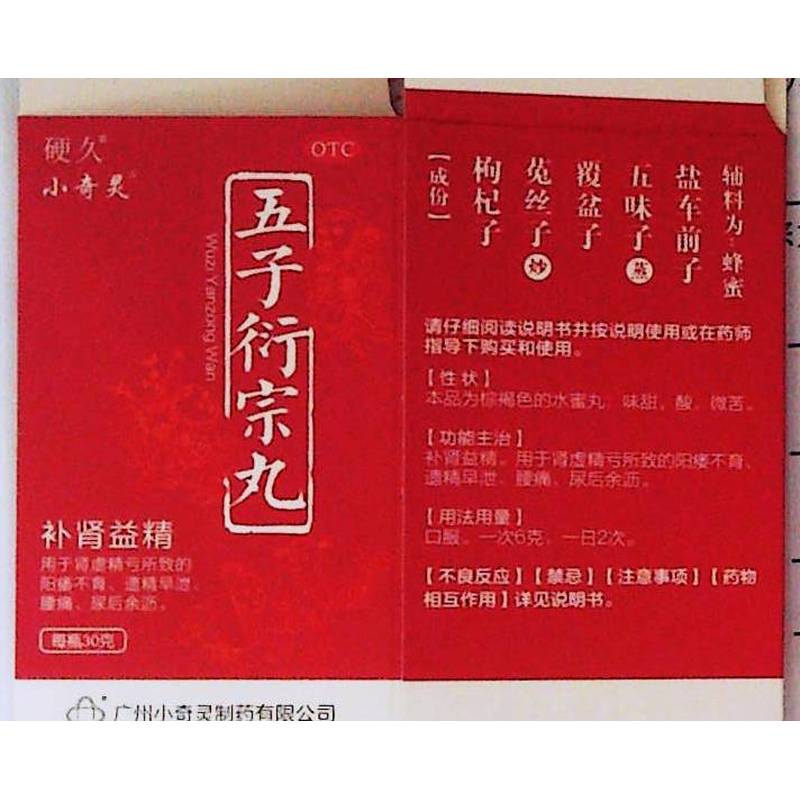 硬久®
小奇灵
OTC
五子衍宗丸
Wuzi Yanzong Wan
补肾益精
用于肾虚精亏所致的
阳痿不育、遗精早泄、
腰痛、尿后余沥。
每瓶30克
广州小奇灵制药有限公司
【成份】
枸杞子
菟丝子炒
覆盆子
五味子蒸
盐车前子
辅料为：蜂蜜
请仔细阅读说明书并按说明使用或在药师
指导下购买和使用。
【性状】
本品为棕褐色的水蜜丸；味甜、酸、微苦。
【功能主治】
补肾益精。用于肾虚精亏所致的阳痿不育、
遗精早泄、腰痛、尿后余沥。
【用法用量】
口服。一次6克，一日2次。
【不良反应】【禁忌】【注意事项】【药物
相互作用】详见说明书。